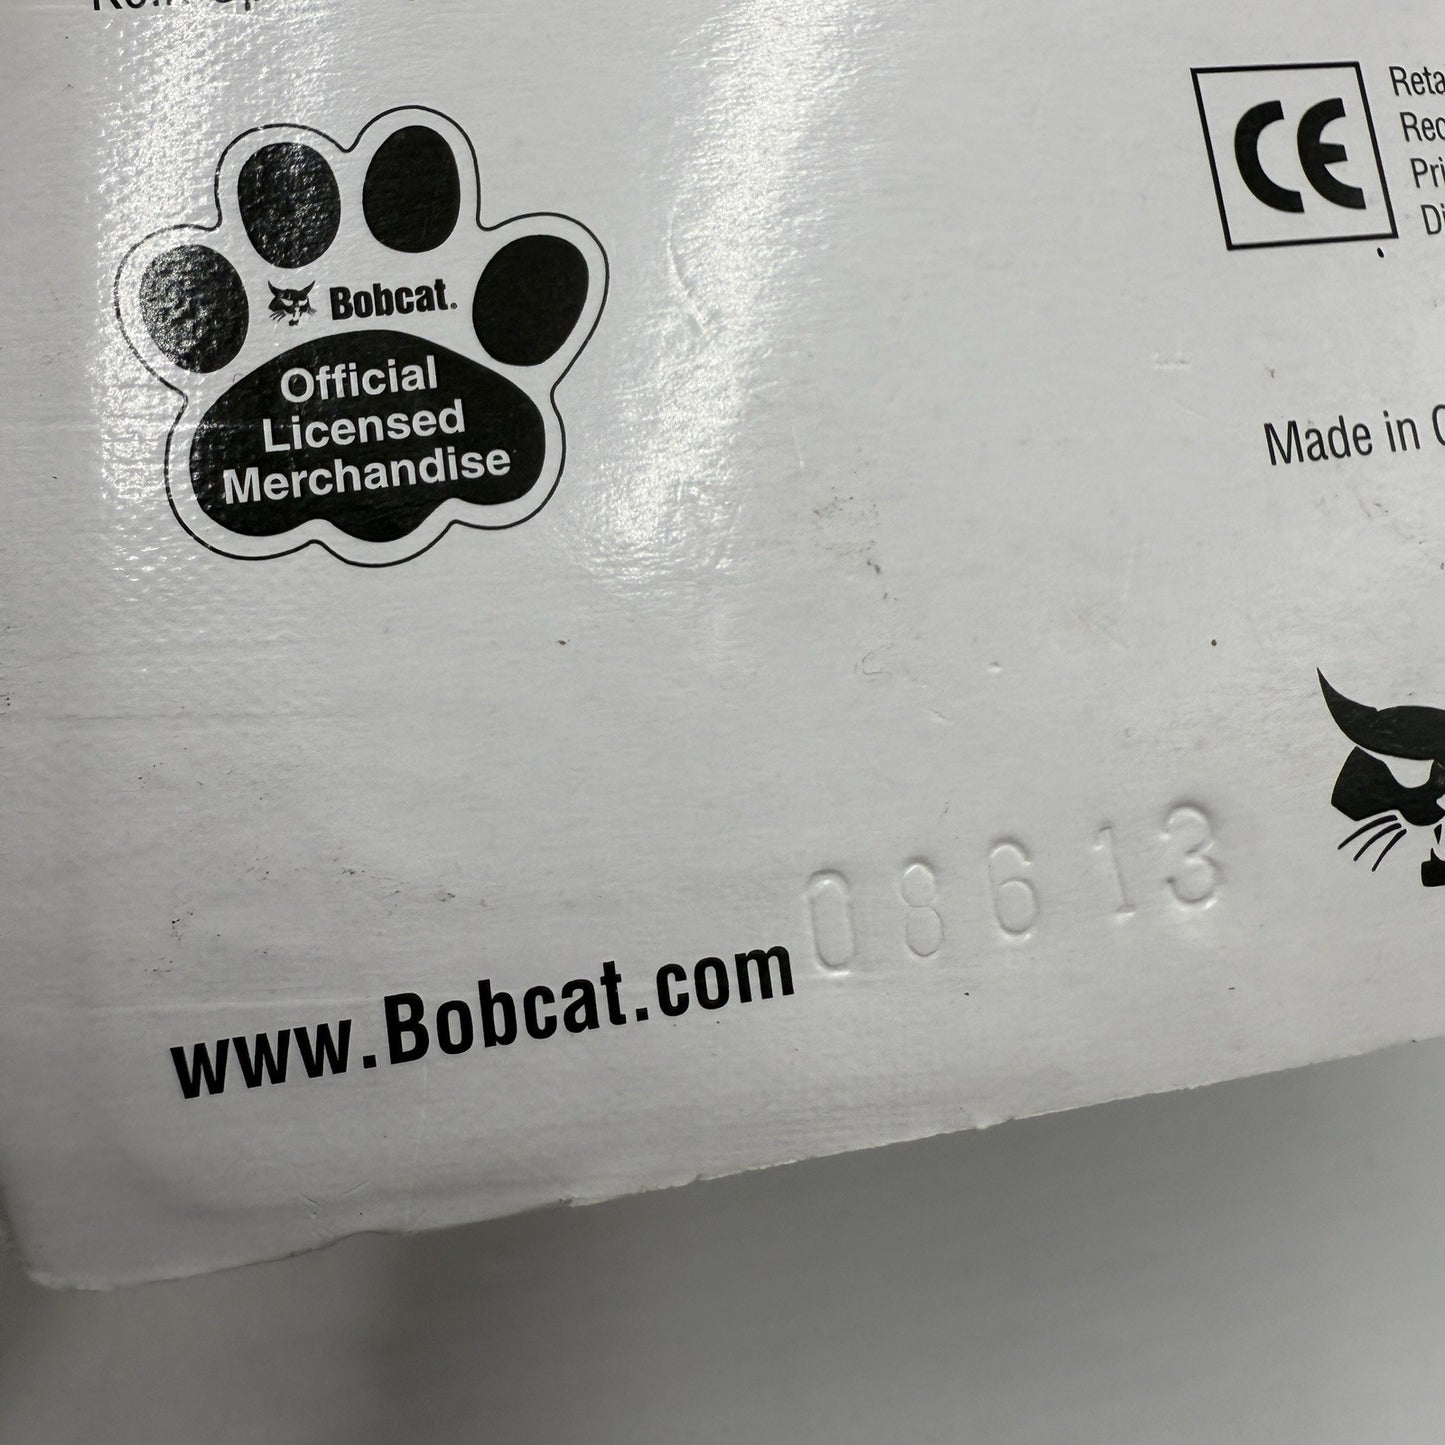 CE
Bobcat.
Official
Licensed
Merchandise
Made in
08613
www.Bobcat.com